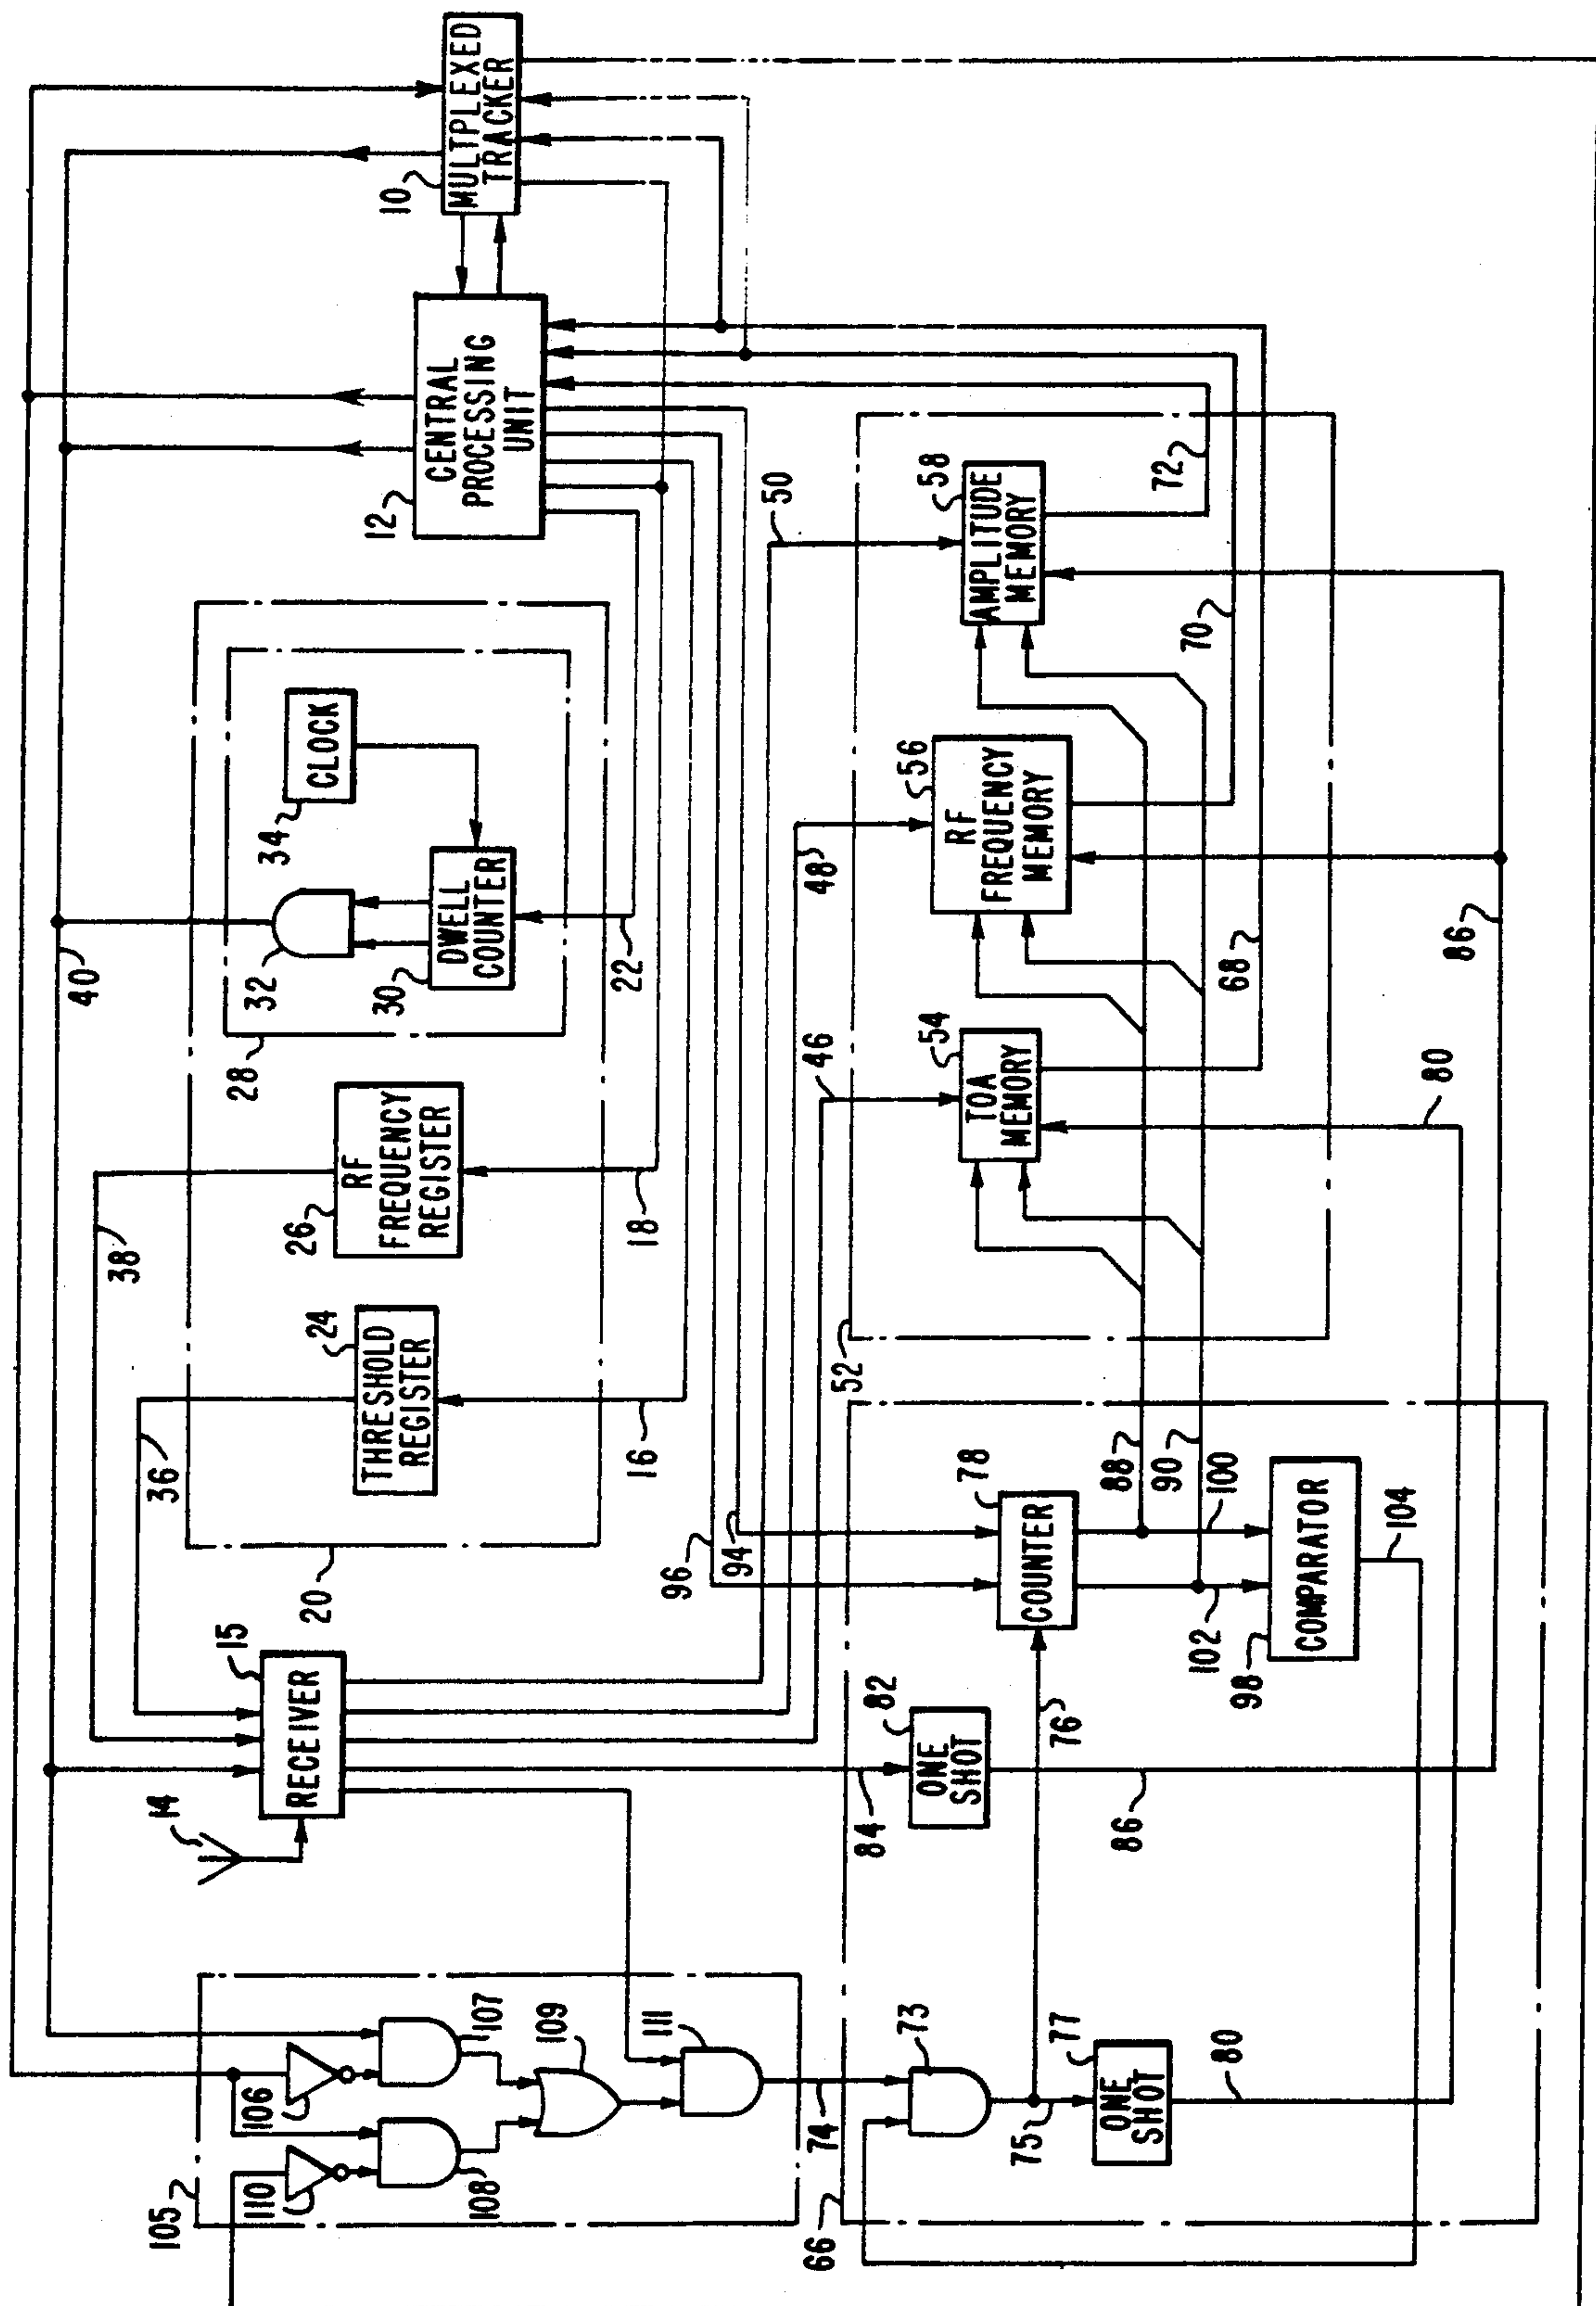 40
38
36
14
15
RECEIVER
20
24
THRESHOLD
REGISTER
16
26
RF
FREQUENCY
REGISTER
18
28
32
30
DWELL
COUNTER
22
34
CLOCK
12
CENTRAL
PROCESSING
UNIT
10
MULTPLEXED
TRACKER
105
106
107
110
108
109
111
74
96
94
46
48
50
66
73
75
77
ONE
SHOT
80
76
84
82
ONE
SHOT
86
78
COUNTER
88
90
100
102
98
COMPARATOR
104
52
54
TOA
MEMORY
56
RF
FREQUENCY
MEMORY
58
AMPLITUDE
MEMORY
68
70
72
80
86